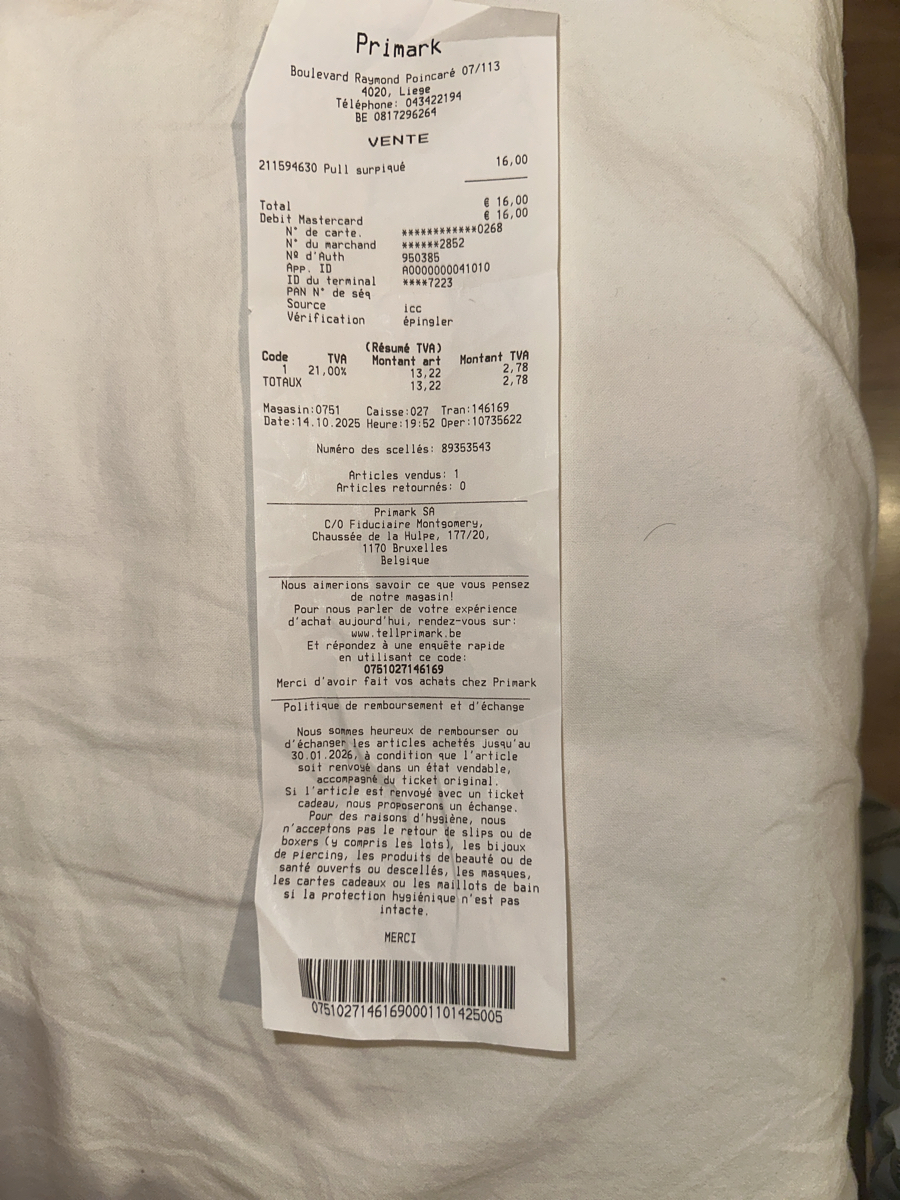 Primark
Boulevard Raymond Poincaré 07/113
4020, Liege
Téléphone: 043422194
BE 0817296264
VENTE
211594630 Pull surpiqué 16,00
Total € 16,00
Debit Mastercard € 16,00
N° de carte. ************0268
N° du marchand ******2852
Nº d'Auth 950385
App. ID A0000000041010
ID du terminal ****7223
PAN N° de séq
Source icc
Vérification épingler
(Résumé TVA)
Code TVA Montant art Montant TVA
1 21,00% 13,22 2,78
TOTAUX 13,22 2,78
Magasin:0751 Caisse:027 Tran:146169
Date:14.10.2025 Heure:19:52 Oper:10735622
Numéro des scellés: 89353543
Articles vendus: 1
Articles retournés: 0
Primark SA
C/O Fiduciaire Montgomery,
Chaussée de la Hulpe, 177/20,
1170 Bruxelles
Belgique
Nous aimerions savoir ce que vous pensez
de notre magasin!
Pour nous parler de votre expérience
d'achat aujourd'hui, rendez-vous sur:
www.tellprimark.be
Et répondez à une enquête rapide
en utilisant ce code:
0751027146169
Merci d'avoir fait vos achats chez Primark
Politique de remboursement et d'échange
Nous sommes heureux de rembourser ou
d'échanger les articles achetés jusqu'au
30.01.2026, à condition que l'article
soit renvoyé dans un état vendable,
accompagné du ticket original.
Si l'article est renvoyé avec un ticket
cadeau, nous proposerons un échange.
Pour des raisons d'hygiène, nous
n'acceptons pas le retour de slips ou de
boxers (y compris les lots), les bijoux
de piercing, les produits de beauté ou de
santé ouverts ou descellés, les masques,
les cartes cadeaux ou les maillots de bain
si la protection hygiénique n'est pas
intacte.
MERCI
07510271461690001101425005